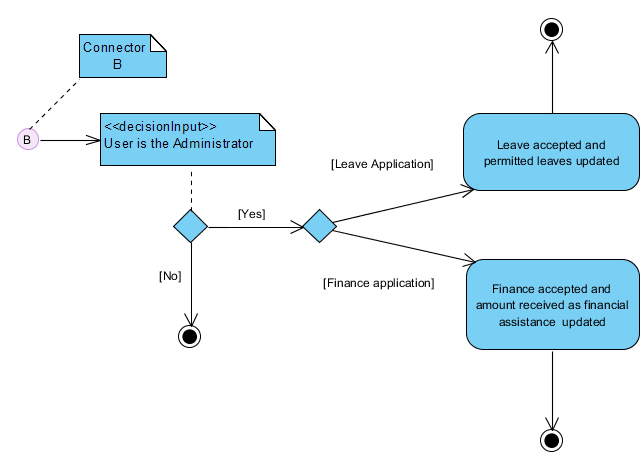 Connector
B
B
<<decisionInput>>
User is the Administrator
[Leave Application]
Leave accepted and
permitted leaves updated
[Yes]
[No]
[Finance application]
Finance accepted and
amount received as financial
assistance updated